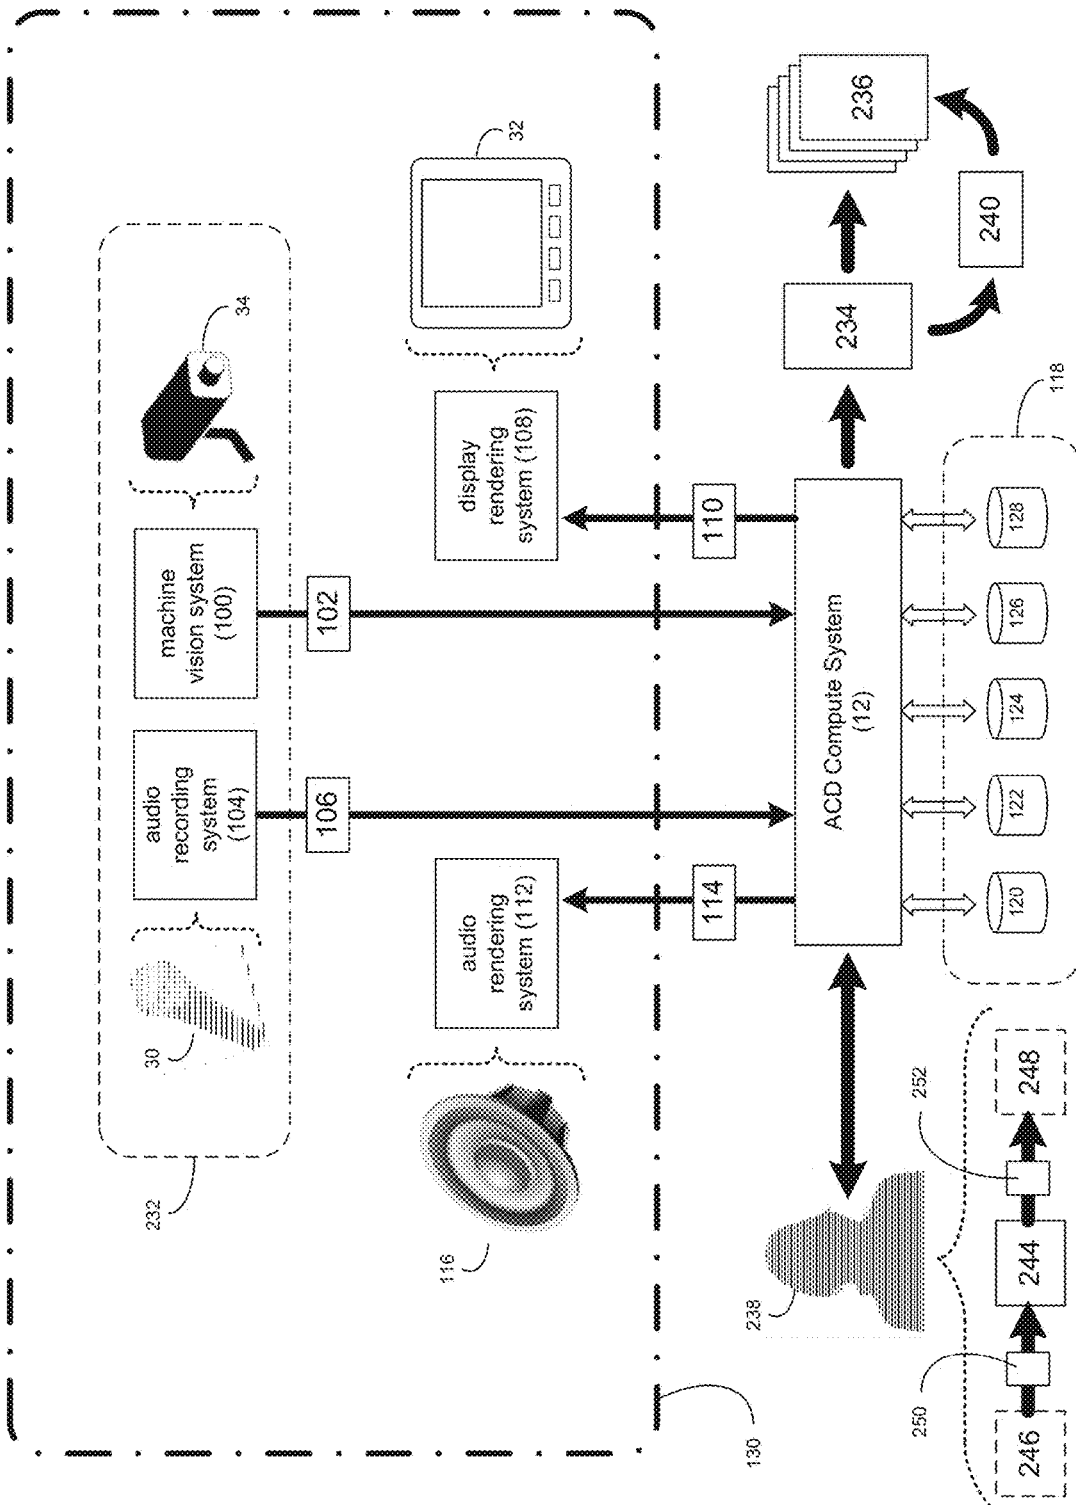 232
30
audio
recording
system
(104)
machine
vision system
(100)
34
106
102
116
audio
rendering
system (112)
display
rendering
system (108)
32
130
114
110
238
ACD Compute System
(12)
234
236
240
118
120
122
124
126
128
246
250
244
252
248